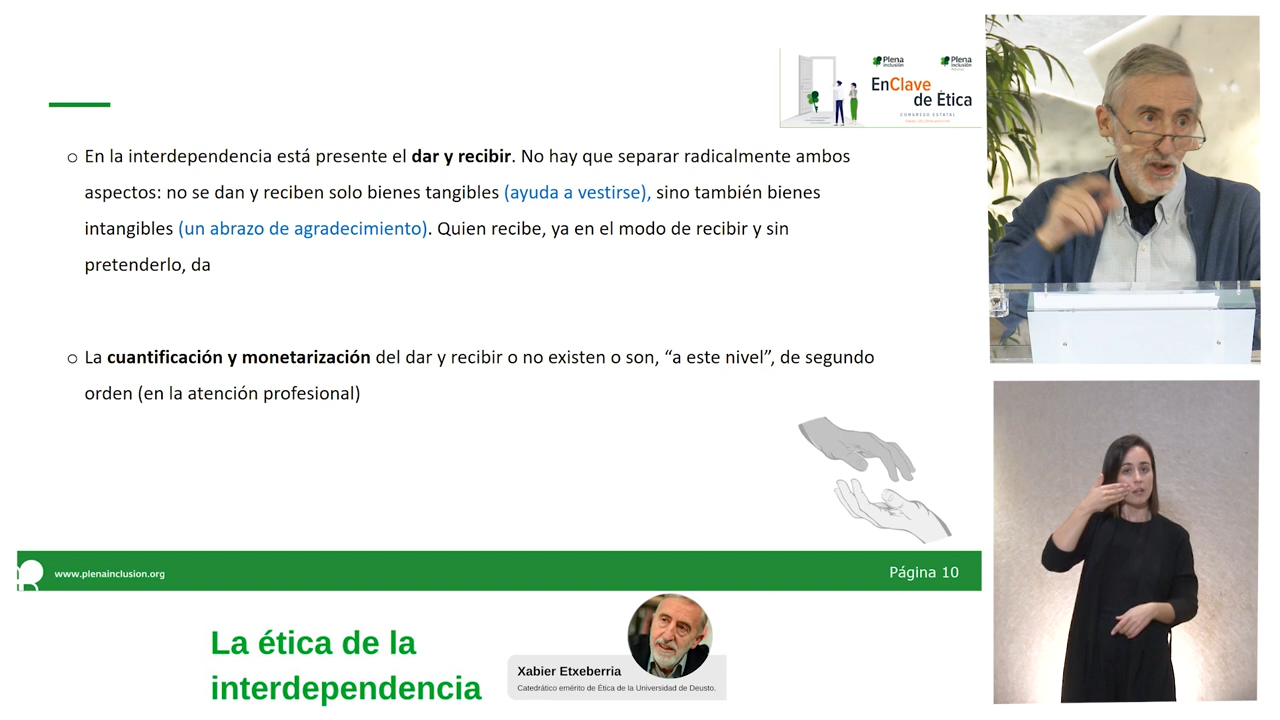 Plena
inclusión
Plena
inclusión
EnClave
de Ética
CONGRESO ESTATAL
En la interdependencia está presente el dar y recibir. No hay que separar radicalmente ambos
aspectos: no se dan y reciben solo bienes tangibles (ayuda a vestirse), sino también bienes
intangibles (un abrazo de agradecimiento). Quien recibe, ya en el modo de recibir y sin
pretenderlo, da
La cuantificación y monetarización del dar y recibir o no existen o son, “a este nivel”, de segundo
orden (en la atención profesional)
www.plenainclusion.org
Página 10
La ética de la
interdependencia
Xabier Etxeberria
Catedrático emérito de Ética de la Universidad de Deusto.